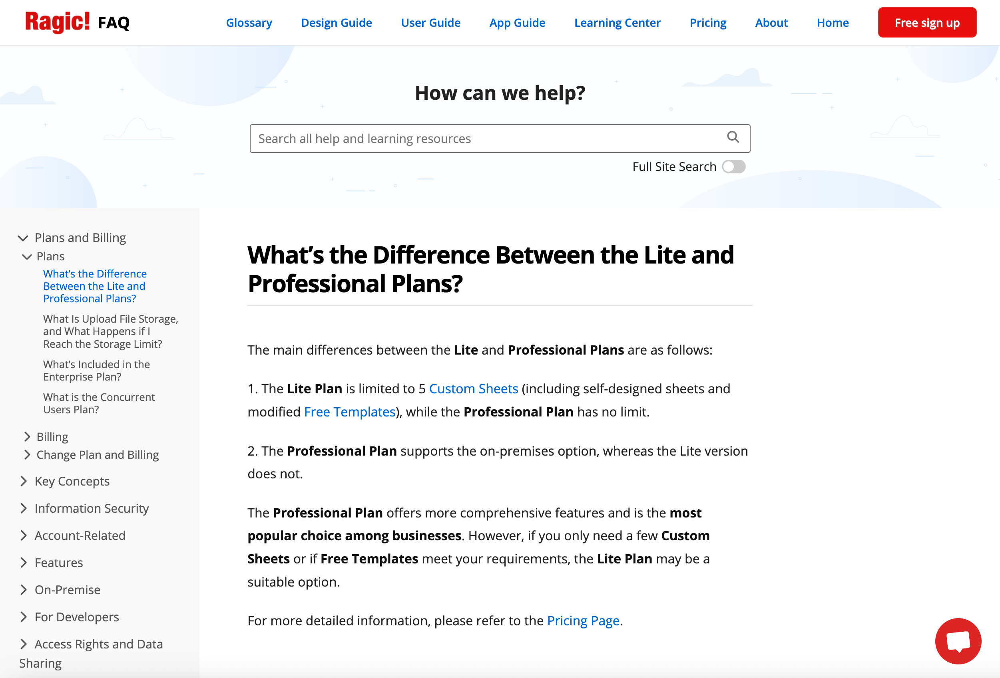 Ragic! FAQ
Glossary Design Guide User Guide App Guide Learning Center Pricing About Home Free sign up
How can we help?
Search all help and learning resources
Full Site Search
Plans and Billing
Plans
What’s the Difference
Between the Lite and
Professional Plans?
What Is Upload File Storage,
and What Happens if I
Reach the Storage Limit?
What’s Included in the
Enterprise Plan?
What is the Concurrent
Users Plan?
Billing
Change Plan and Billing
Key Concepts
Information Security
Account-Related
Features
On-Premise
For Developers
Access Rights and Data
Sharing
What’s the Difference Between the Lite and
Professional Plans?
The main differences between the Lite and Professional Plans are as follows:
1. The Lite Plan is limited to 5 Custom Sheets (including self-designed sheets and
modified Free Templates), while the Professional Plan has no limit.
2. The Professional Plan supports the on-premises option, whereas the Lite version
does not.
The Professional Plan offers more comprehensive features and is the most
popular choice among businesses. However, if you only need a few Custom
Sheets or if Free Templates meet your requirements, the Lite Plan may be a
suitable option.
For more detailed information, please refer to the Pricing Page.